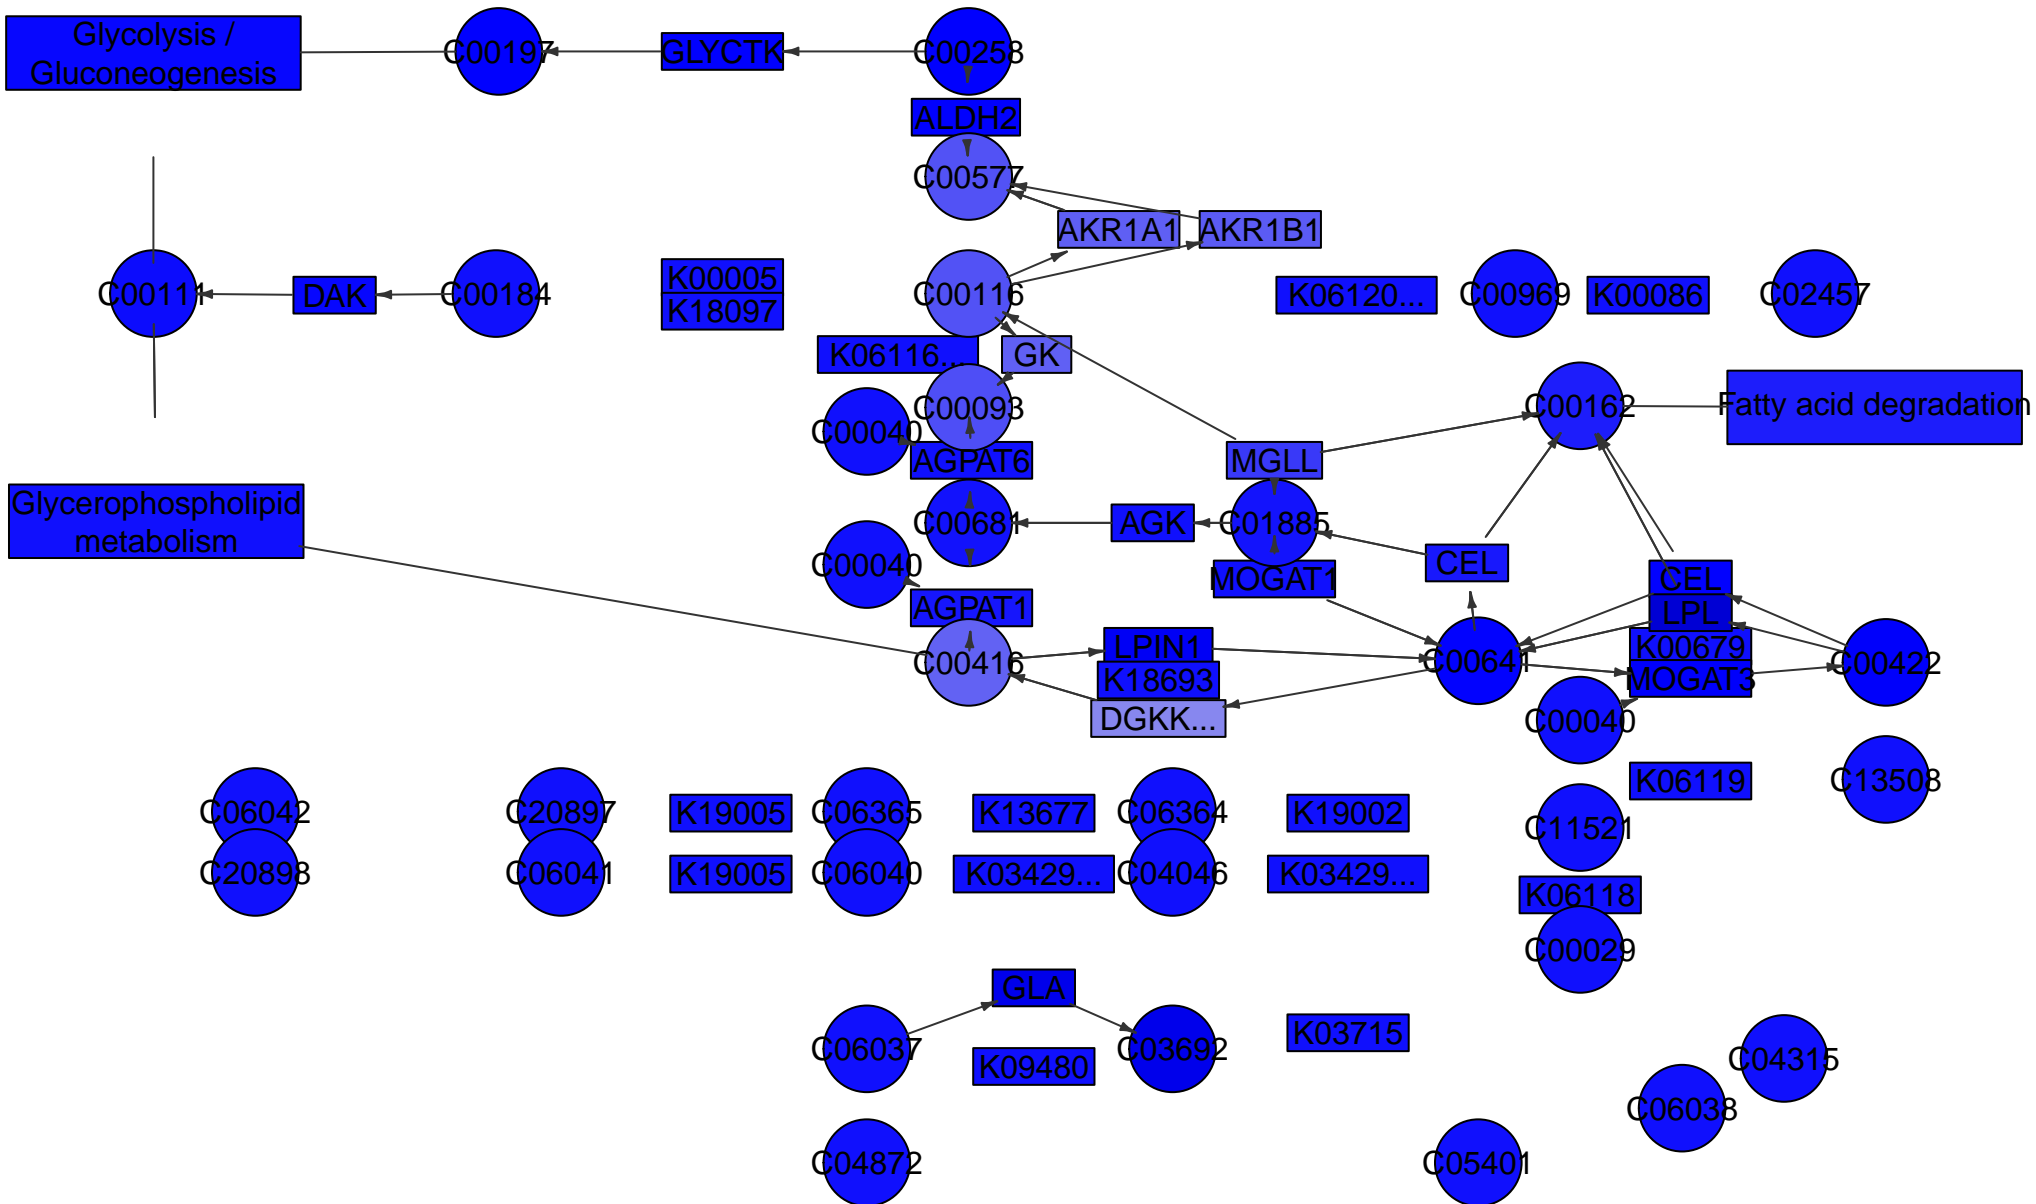 Glycolysis /
Gluconeogenesis
C00197
GLYCTK
C00258
ALDH2
C00577
AKR1A1
AKR1B1
C00111
DAK
C00184
K00005
K18097
C00116
K06120...
C00969
K00086
C02457
K06116...
GK
C00093
C00040
AGPAT6
MGLL
C00162
Fatty acid degradation
Glycerophospholipid
metabolism
C00681
AGK
C01885
C00040
MOGAT1
CEL
CEL
LPL
AGPAT1
C00416
LPIN1
K18693
DGKK...
C00641
K00679
MOGAT3
C00422
C00040
K06119
C13508
C06042
C20897
K19005
C06365
K13677
C06364
K19002
C11521
C20898
C06041
K19005
C06040
K03429...
C04046
K03429...
K06118
C00029
GLA
C06037
C03692
K03715
K09480
C04315
C06038
C04872
C05401